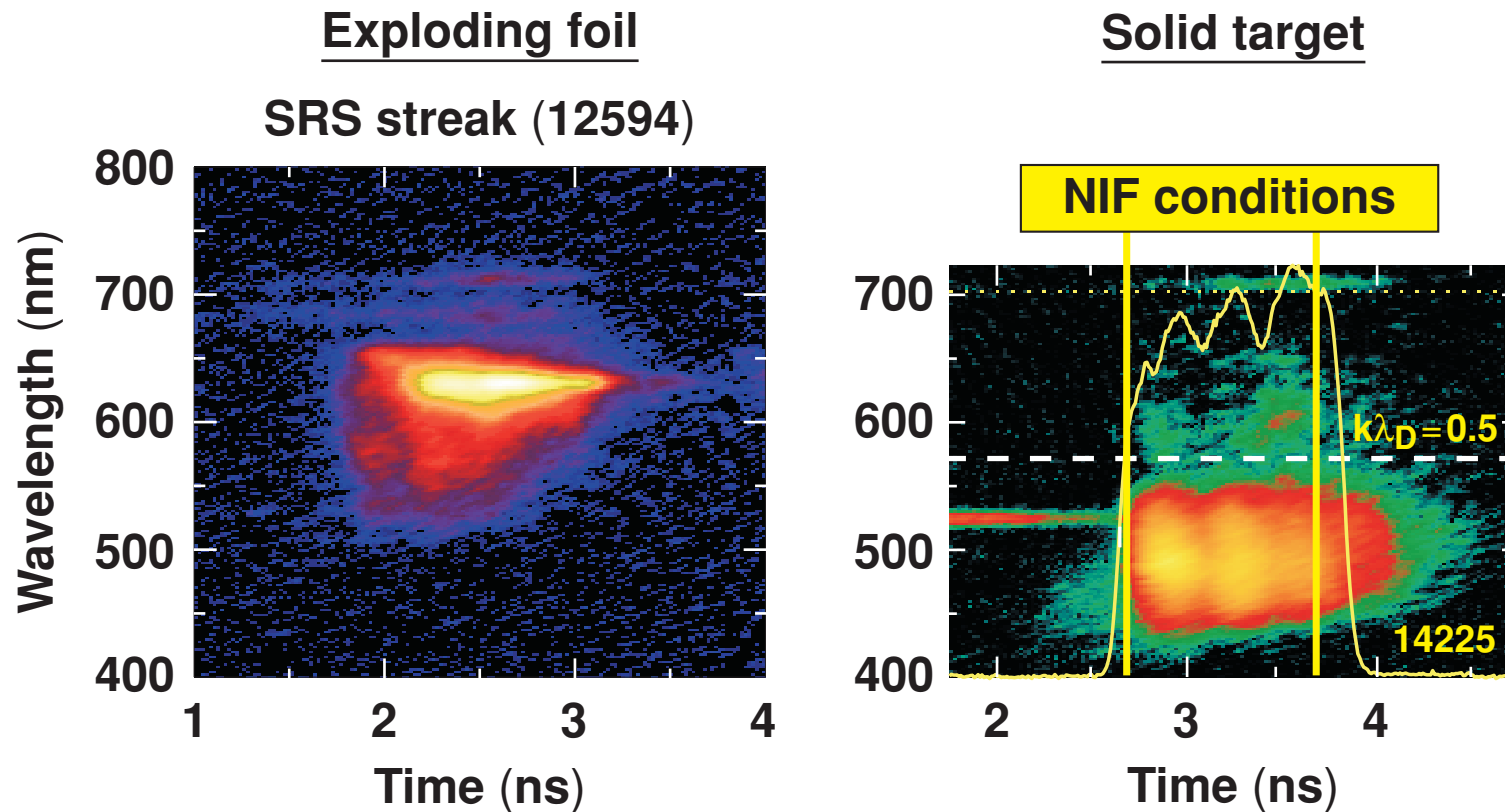 Exploding foil
SRS streak (12594)
800
700
600
500
400
Wavelength (nm)
1 2 3 4
Time (ns)
Solid target
NIF conditions
700
600
500
400
kλD=0.5
14225
2 3 4
Time (ns)